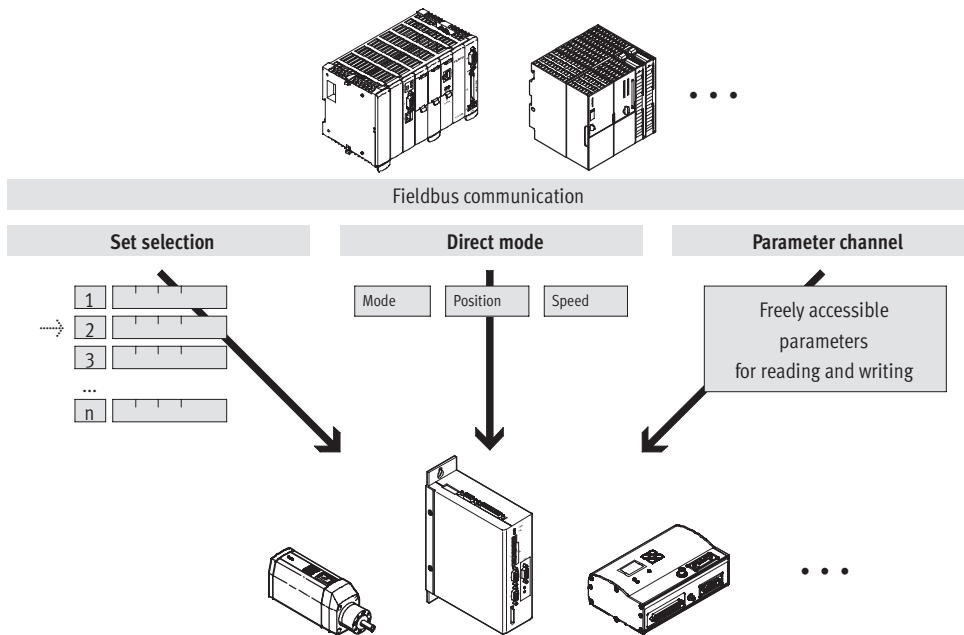 Fieldbus communication
Set selection
Direct mode
Parameter channel
1
2
3
...
n
Mode
Position
Speed
Freely accessible
parameters
for reading and writing